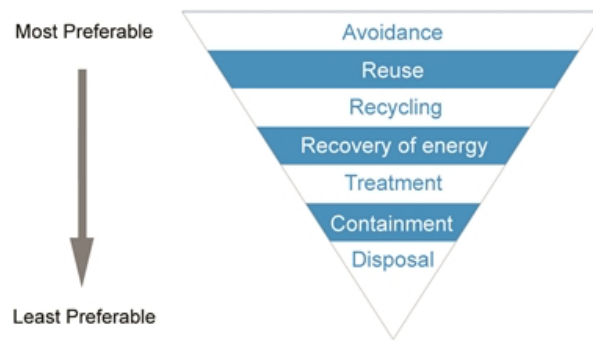 Most Preferable
Avoidance
Reuse
Recycling
Recovery of energy
Treatment
Containment
Disposal
Least Preferable